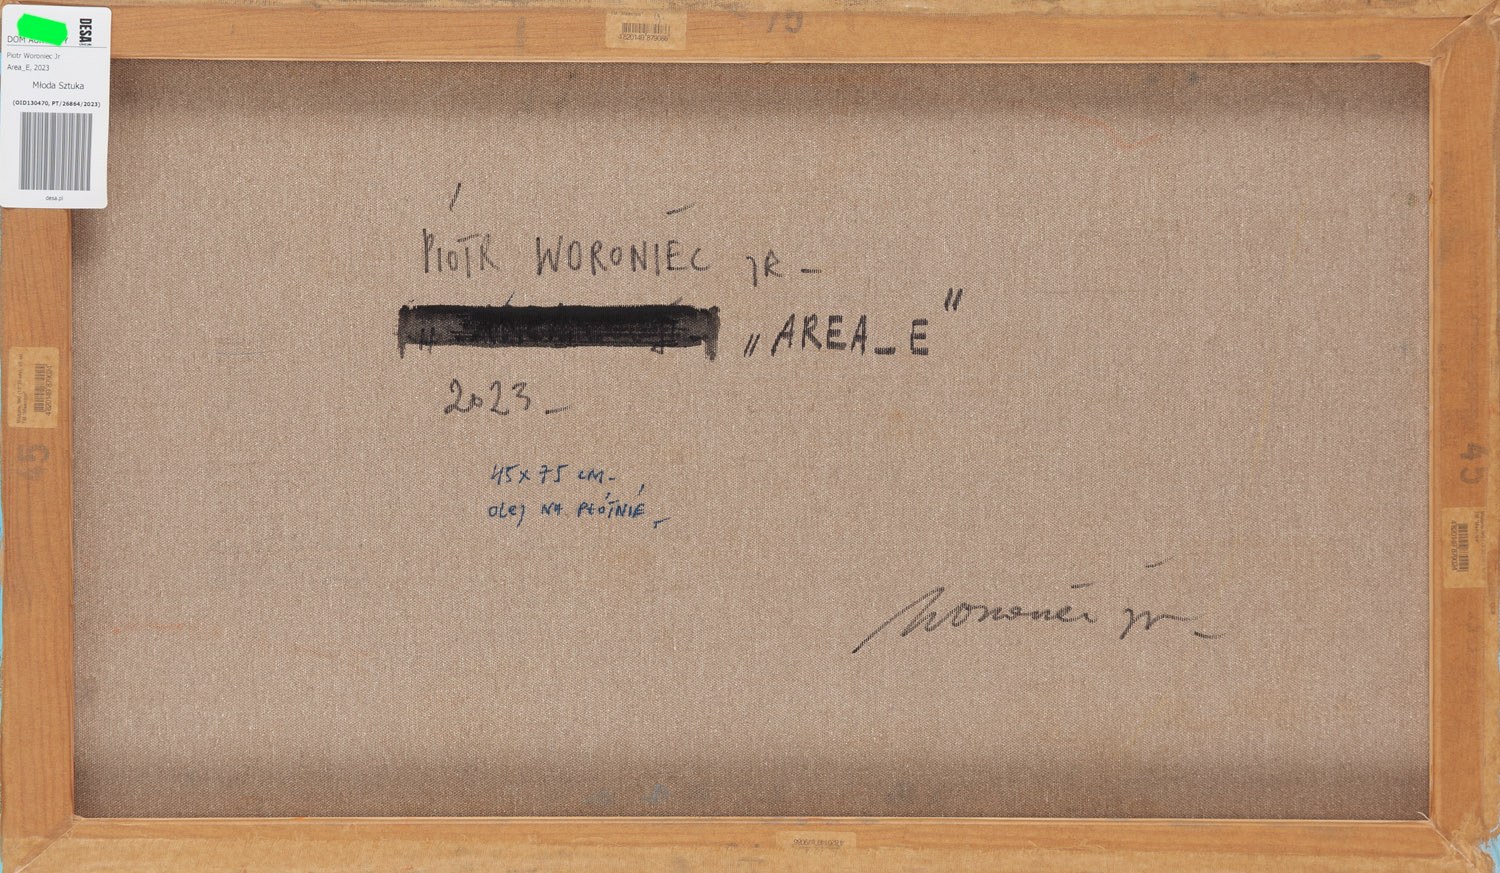 DESA
Piotr Woroniec Jr
Area_E, 2023
Młoda Sztuka
(OID130470, PT/26864/2023)
desa.pl
75
PIOTR WORONIEC JR –
„AREA_E"
2023 –
45 x 75 cm –
OLEJ NA PŁÓTNIE
Woroniec jr –
45
45